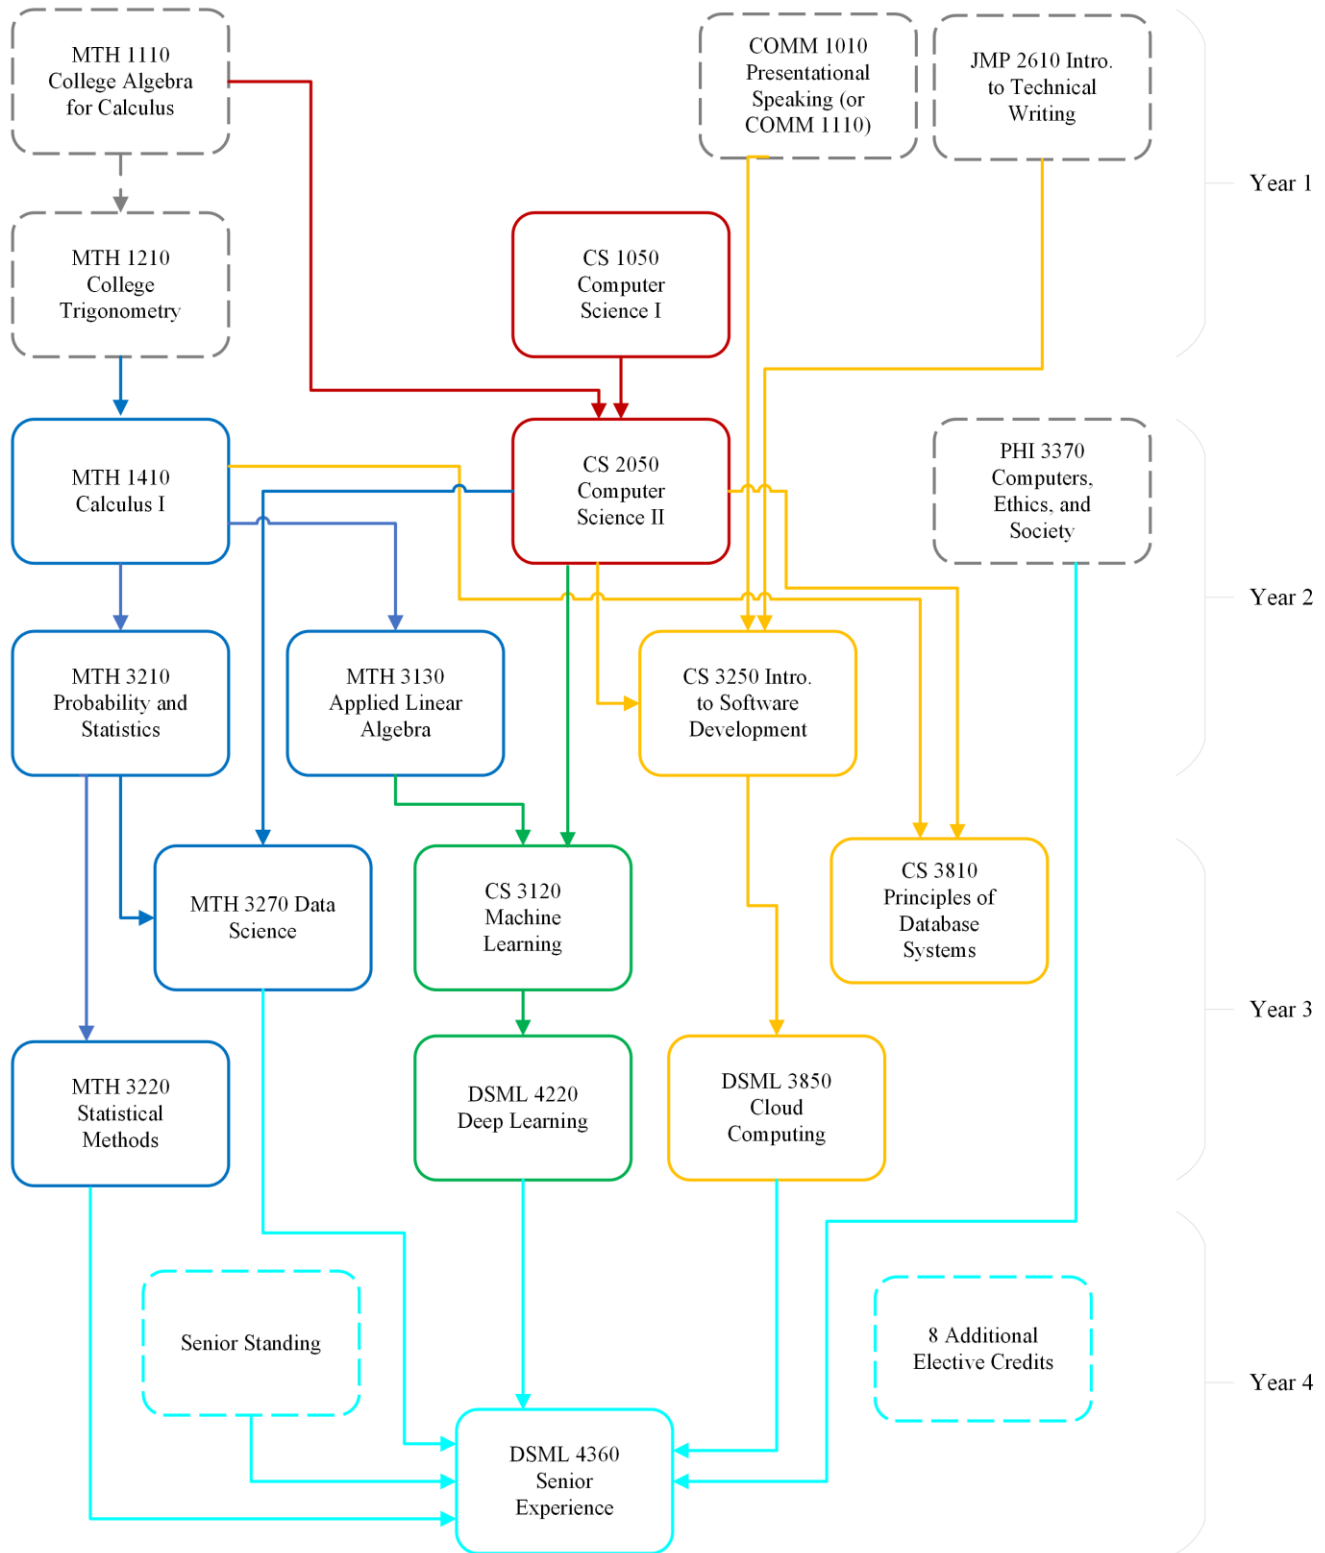 MTH 1110
College Algebra
for Calculus
COMM 1010
Presentational
Speaking (or
COMM 1110)
JMP 2610 Intro.
to Technical
Writing
Year 1
MTH 1210
College
Trigonometry
CS 1050
Computer
Science I
MTH 1410
Calculus I
CS 2050
Computer
Science II
PHI 3370
Computers,
Ethics, and
Society
Year 2
MTH 3210
Probability and
Statistics
MTH 3130
Applied Linear
Algebra
CS 3250 Intro.
to Software
Development
MTH 3270 Data
Science
CS 3120
Machine
Learning
CS 3810
Principles of
Database
Systems
Year 3
MTH 3220
Statistical
Methods
DSML 4220
Deep Learning
DSML 3850
Cloud
Computing
Senior Standing
8 Additional
Elective Credits
Year 4
DSML 4360
Senior
Experience